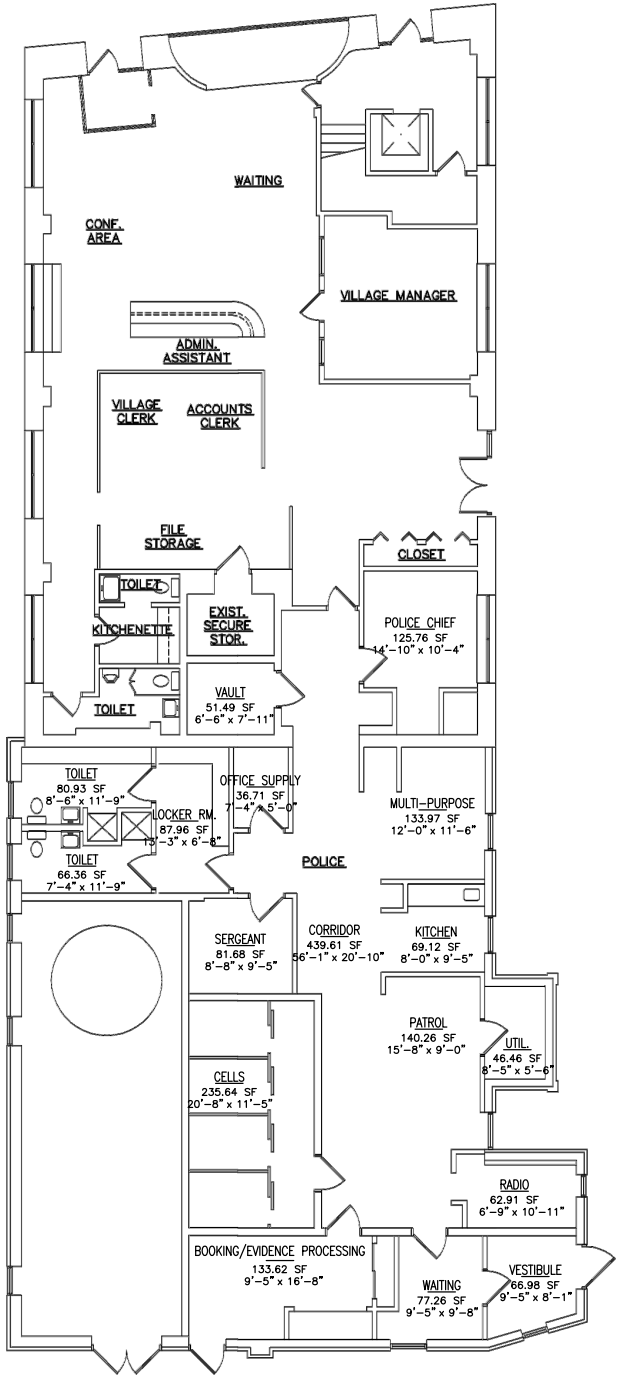 WAITING
CONF.
AREA
VILLAGE MANAGER
ADMIN.
ASSISTANT
VILLAGE
CLERK
ACCOUNTS
CLERK
FILE
STORAGE
CLOSET
TOILET
EXIST.
SECURE
STOR.
KITCHENETTE
POLICE CHIEF
125.76 SF
14'-10" x 10'-4"
TOILET
VAULT
51.49 SF
6'-6" x 7'-11"
TOILET
80.93 SF
8'-6" x 11'-9"
OFFICE SUPPLY
36.71 SF
7'-4" x 5'-0"
LOCKER RM.
87.96 SF
13'-3" x 6'-8"
MULTI-PURPOSE
133.97 SF
12'-0" x 11'-6"
TOILET
66.36 SF
7'-4" x 11'-9"
POLICE
SERGEANT
81.68 SF
8'-8" x 9'-5"
CORRIDOR
439.61 SF
56'-1" x 20'-10"
KITCHEN
69.12 SF
8'-0" x 9'-5"
PATROL
140.26 SF
15'-8" x 9'-0"
UTIL.
46.46 SF
8'-5" x 5'-6"
CELLS
235.64 SF
20'-8" x 11'-5"
RADIO
62.91 SF
6'-9" x 10'-11"
BOOKING/EVIDENCE PROCESSING
133.62 SF
9'-5" x 16'-8"
WAITING
77.26 SF
9'-5" x 9'-8"
VESTIBULE
66.98 SF
9'-5" x 8'-1"